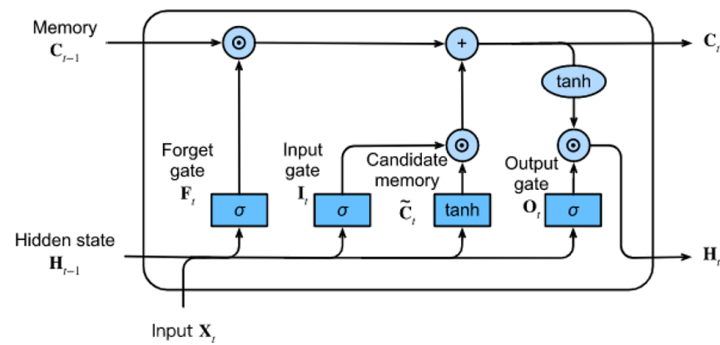 Memory
C_{t-1}
C_t
+
tanh
Forget
gate
F_t
Input
gate
I_t
Candidate
memory
C̃_t
Output
gate
O_t
σ
σ
tanh
σ
Hidden state
H_{t-1}
H_t
Input X_t